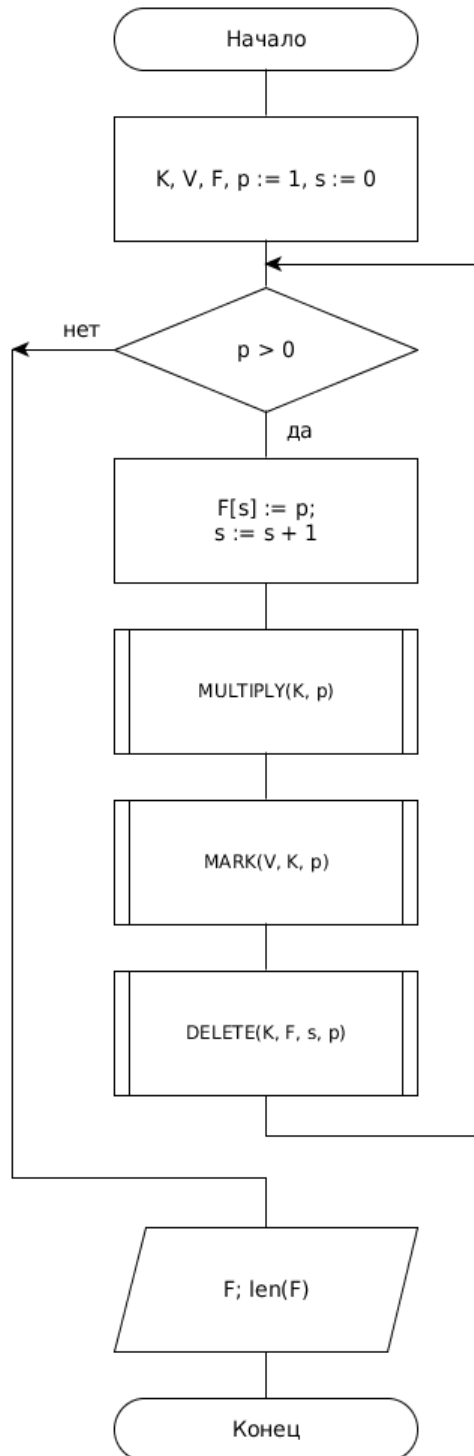 Начало
K, V, F, p := 1, s := 0
нет
p > 0
да
F[s] := p;
s := s + 1
MULTIPLY(K, p)
MARK(V, K, p)
DELETE(K, F, s, p)
F; len(F)
Конец